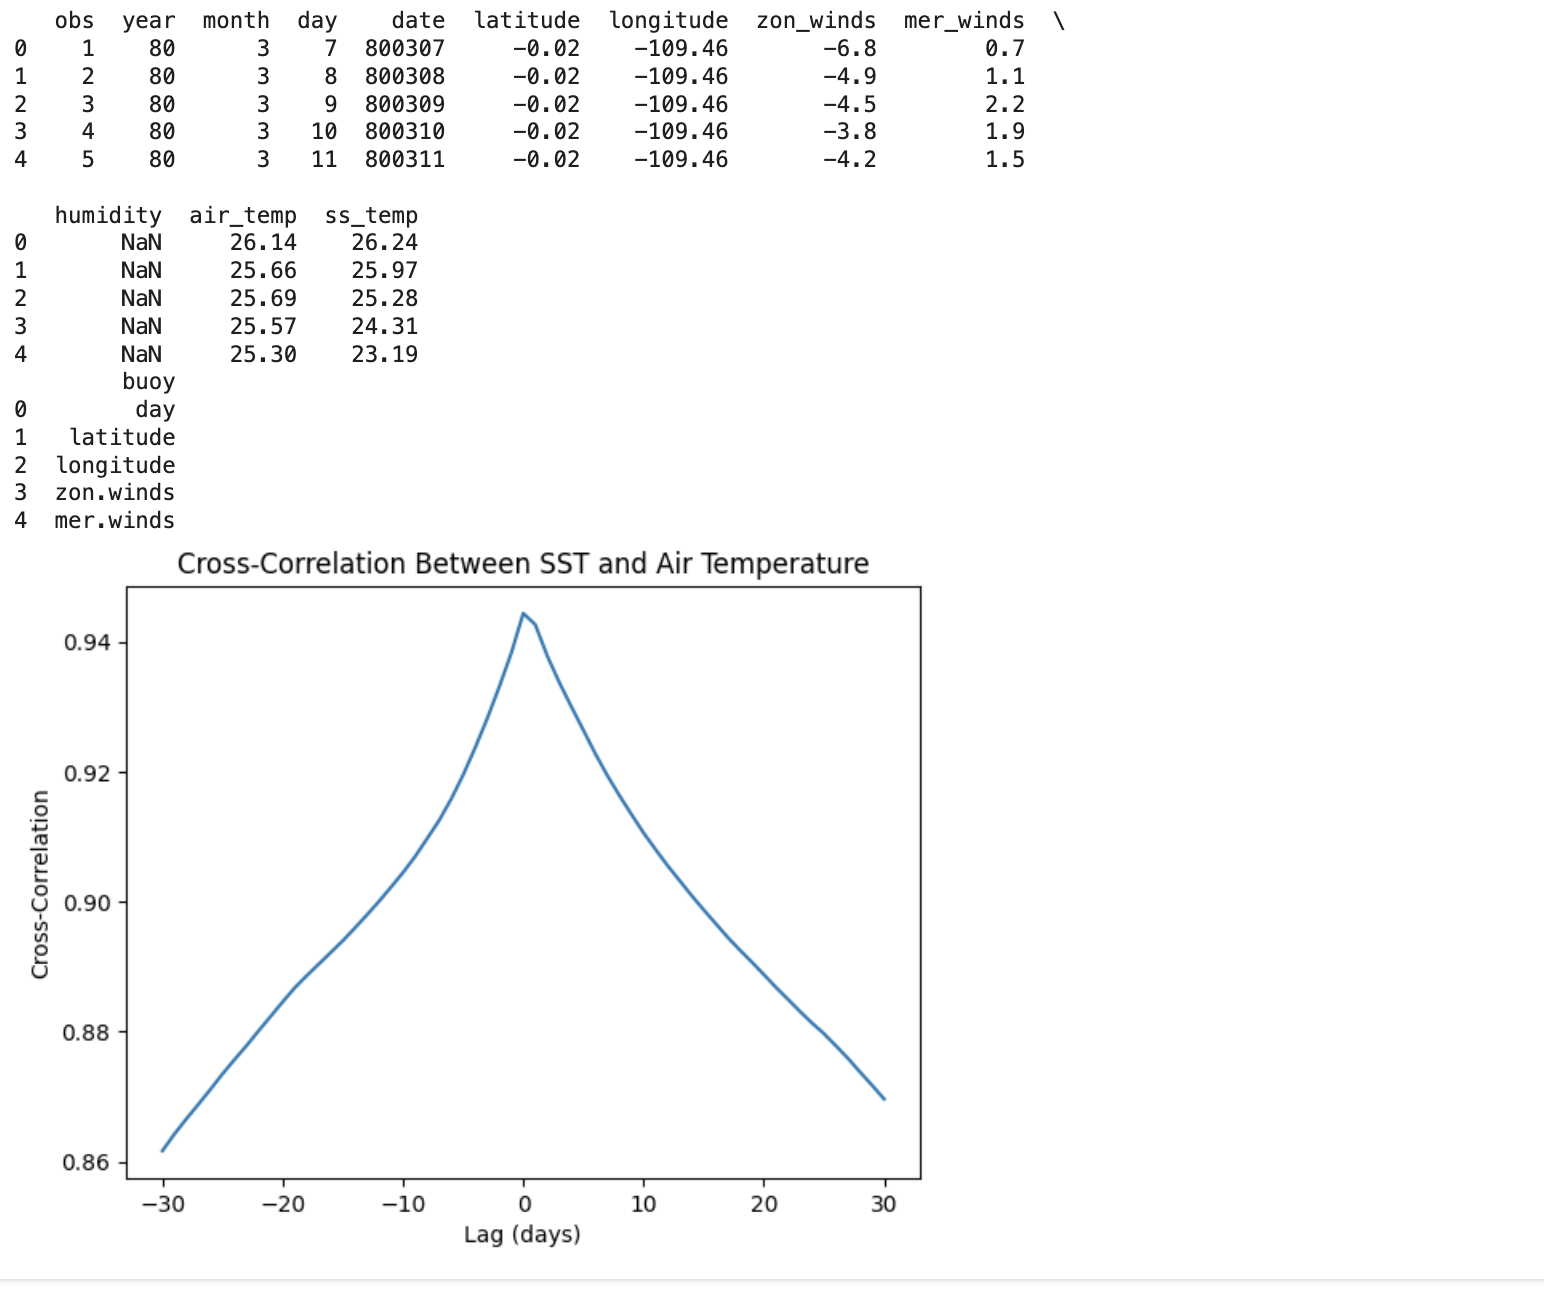 obs year month day date latitude longitude zon_winds mer_winds \
0 1 80 3 7 800307 −0.02 −109.46 −6.8 0.7
1 2 80 3 8 800308 −0.02 −109.46 −4.9 1.1
2 3 80 3 9 800309 −0.02 −109.46 −4.5 2.2
3 4 80 3 10 800310 −0.02 −109.46 −3.8 1.9
4 5 80 3 11 800311 −0.02 −109.46 −4.2 1.5
humidity air_temp ss_temp
0 NaN 26.14 26.24
1 NaN 25.66 25.97
2 NaN 25.69 25.28
3 NaN 25.57 24.31
4 NaN 25.30 23.19
buoy
0 day
1 latitude
2 longitude
3 zon.winds
4 mer.winds
Cross-Correlation Between SST and Air Temperature
0.94
0.92
0.90
0.88
0.86
Cross-Correlation
−30 −20 −10 0 10 20 30
Lag (days)